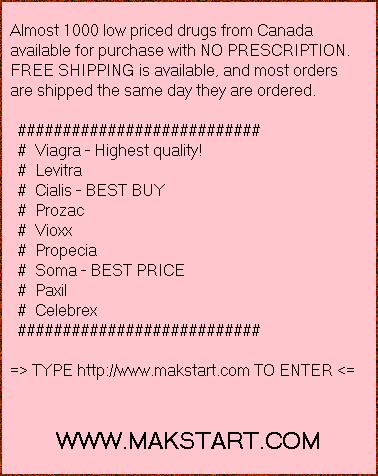 Almost 1000 low priced drugs from Canada
available for purchase with NO PRESCRIPTION.
FREE SHIPPING is available, and most orders
are shipped the same day they are ordered.
###########################
# Viagra - Highest quality!
# Levitra
# Cialis - BEST BUY
# Prozac
# Vioxx
# Propecia
# Soma - BEST PRICE
# Paxil
# Celebrex
###########################
=> TYPE http://www.makstart.com TO ENTER <=
WWW.MAKSTART.COM